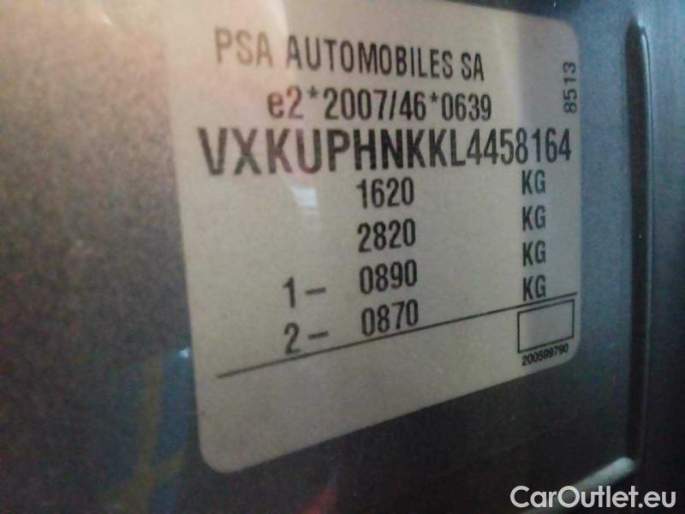 PSA AUTOMOBILES SA
8513
e2*2007/46*0639
VXKUPHNKKL4458164
1620 KG
2820 KG
1- 0890 KG
2- 0870 KG
200599790
CarOutlet.eu